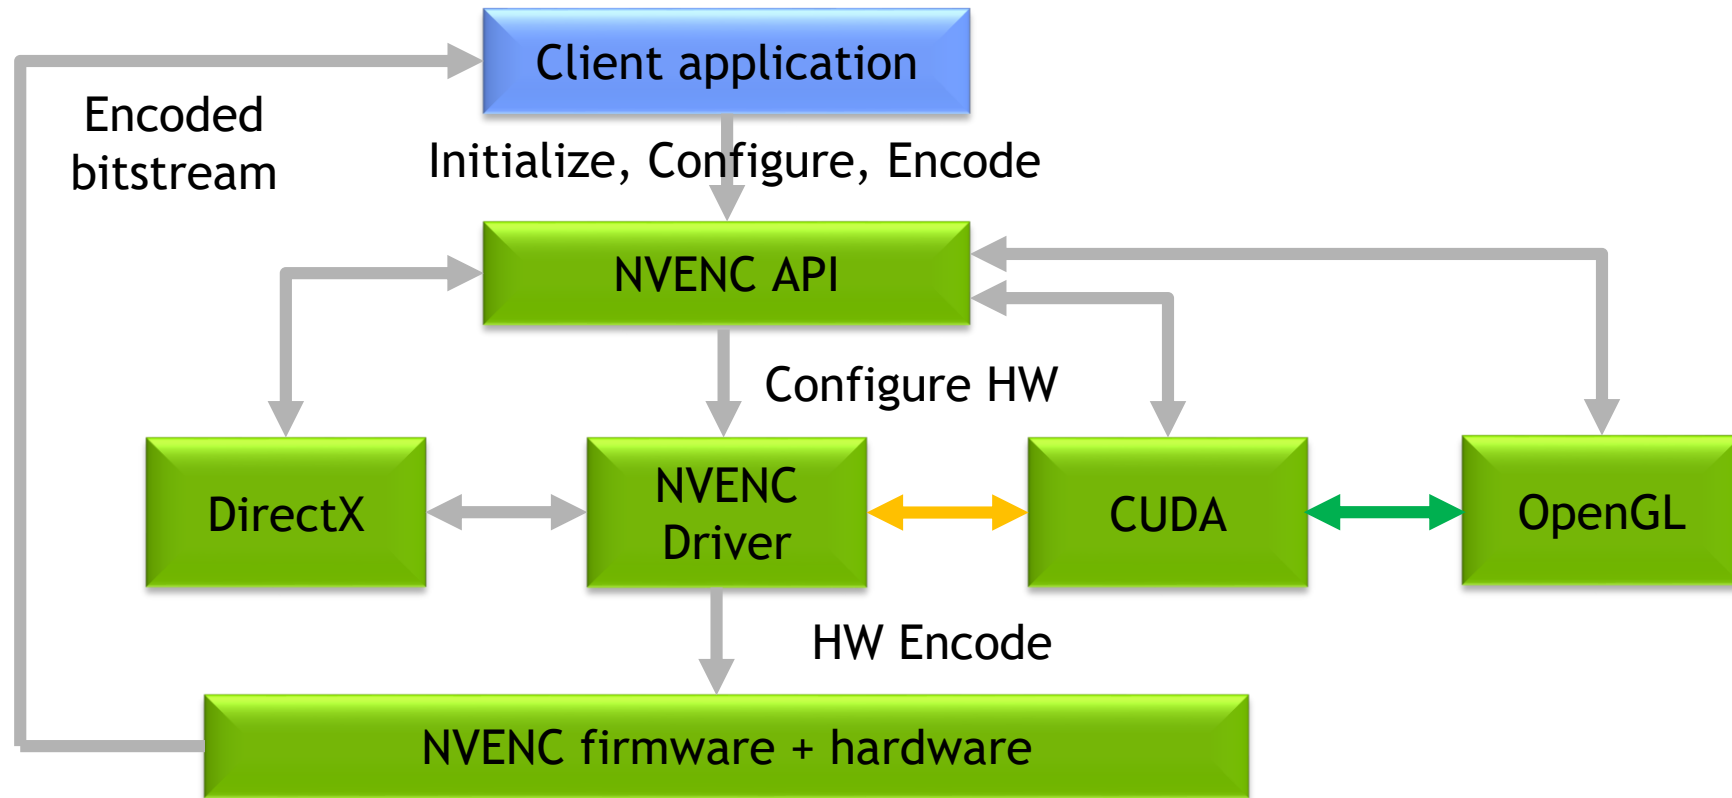 Client application
Encoded
bitstream
Initialize, Configure, Encode
NVENC API
Configure HW
DirectX
NVENC
Driver
CUDA
OpenGL
HW Encode
NVENC firmware + hardware